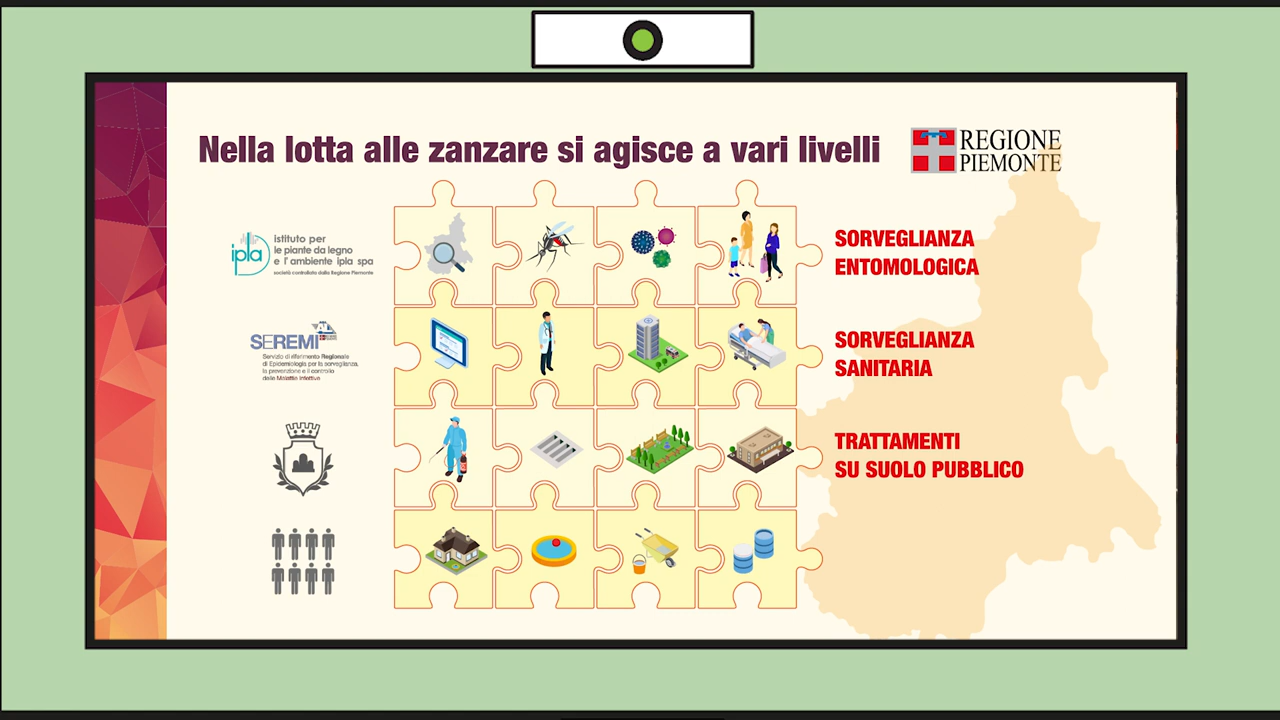 Nella lotta alle zanzare si agisce a vari livelli
REGIONE
PIEMONTE
ipla
istituto per
le piante da legno
e l'ambiente ipla spa
società controllata dalla Regione Piemonte
SORVEGLIANZA
ENTOMOLOGICA
SEREMI
Servizio di riferimento Regionale
di Epidemiologia per la sorveglianza,
la prevenzione e il controllo
delle Malattie Infettive
SORVEGLIANZA
SANITARIA
TRATTAMENTI
SU SUOLO PUBBLICO